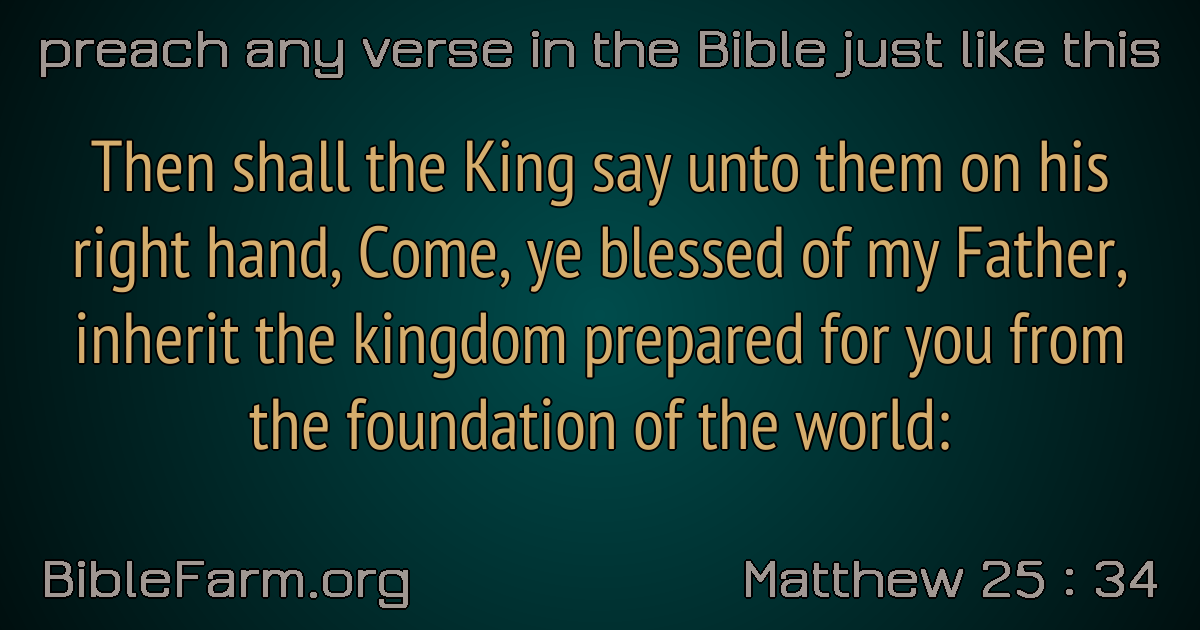 preach any verse in the Bible just like this
Then shall the King say unto them on his
right hand, Come, ye blessed of my Father,
inherit the kingdom prepared for you from
the foundation of the world:
BibleFarm.org
Matthew 25 : 34